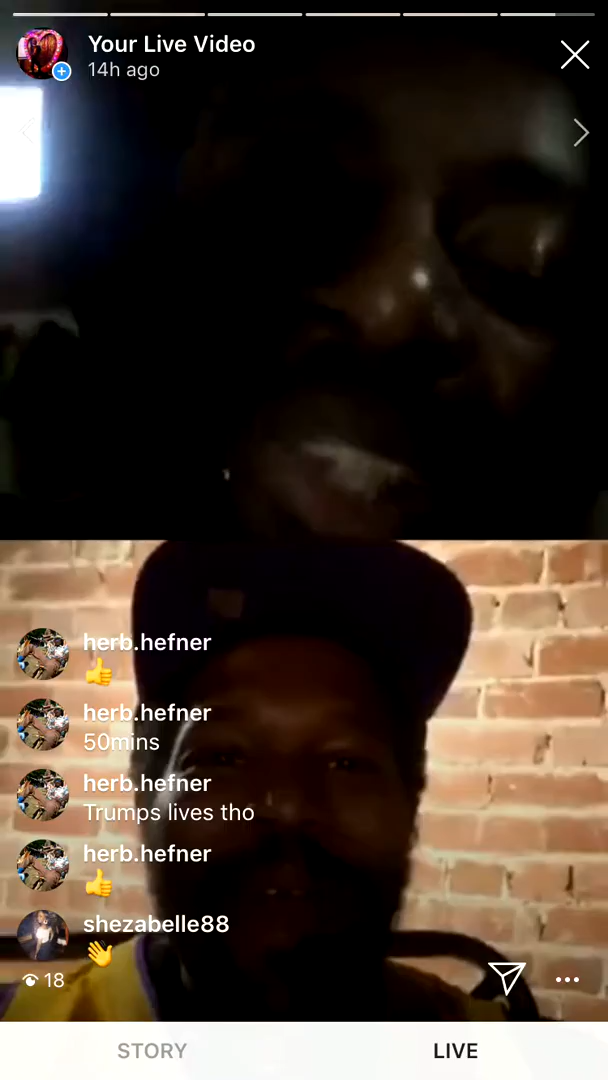 Your Live Video
14h ago
herb.hefner
👍
herb.hefner
50mins
herb.hefner
Trumps lives tho
herb.hefner
👍
shezabelle88
👋
18
STORY
LIVE